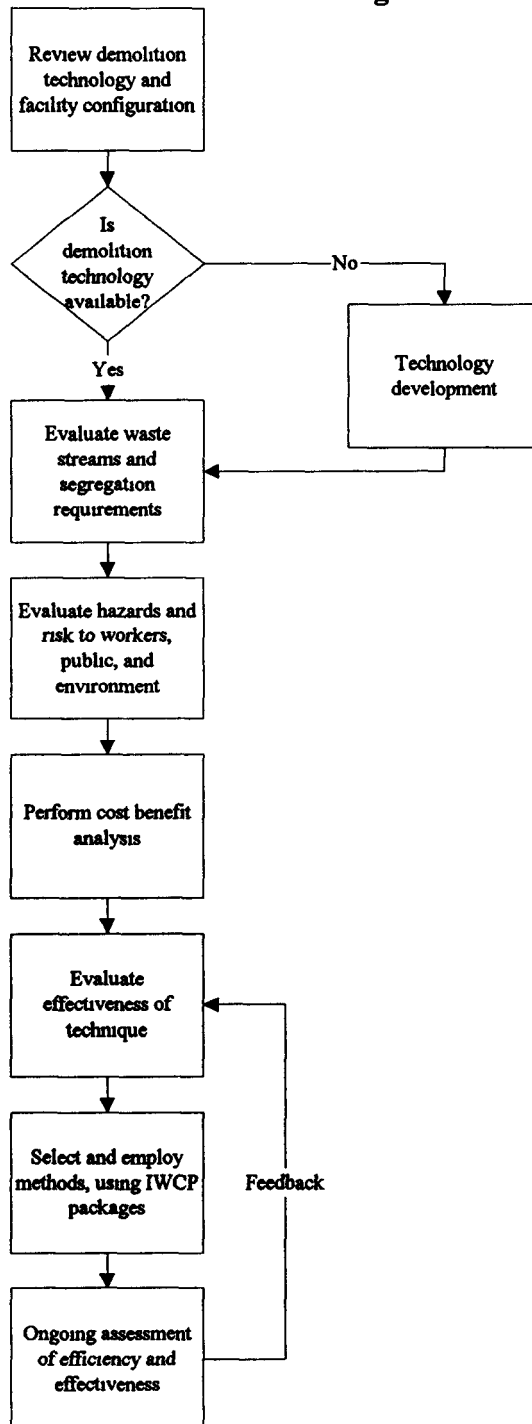 Review demolition
technology and
facility configuration
Is
demolition
technology
available?
No
Technology
development
Yes
Evaluate waste
streams and
segregation
requirements
Evaluate hazards and
risk to workers,
public, and
environment
Perform cost benefit
analysis
Evaluate
effectiveness of
technique
Select and employ
methods, using IWCP
packages
Feedback
Ongoing assessment
of efficiency and
effectiveness